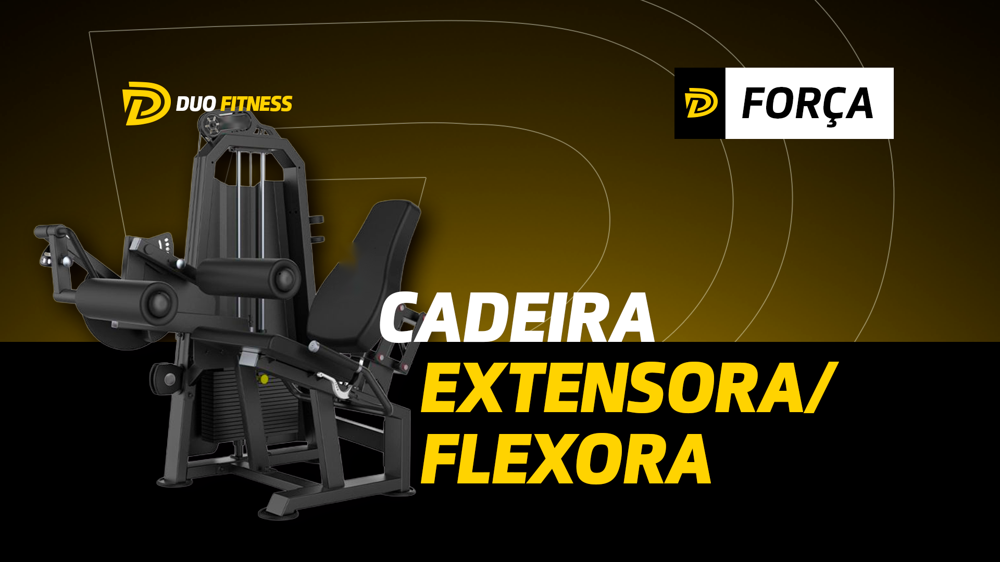 DUO FITNESS
FORÇA
CADEIRA
EXTENSORA/
FLEXORA